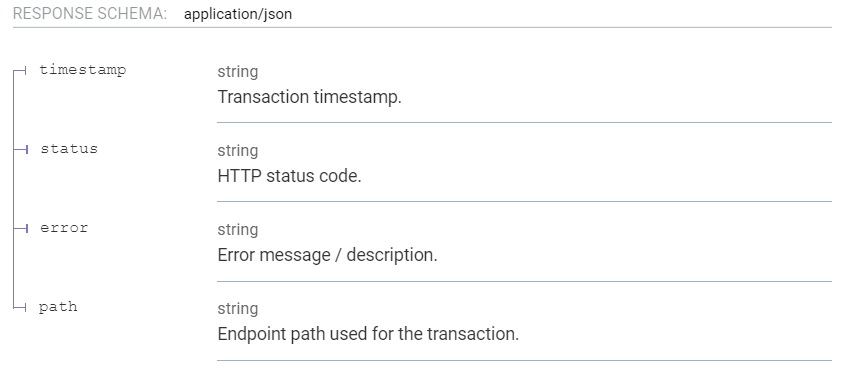 RESPONSE SCHEMA: application/json
timestamp string
Transaction timestamp.
status string
HTTP status code.
error string
Error message / description.
path string
Endpoint path used for the transaction.